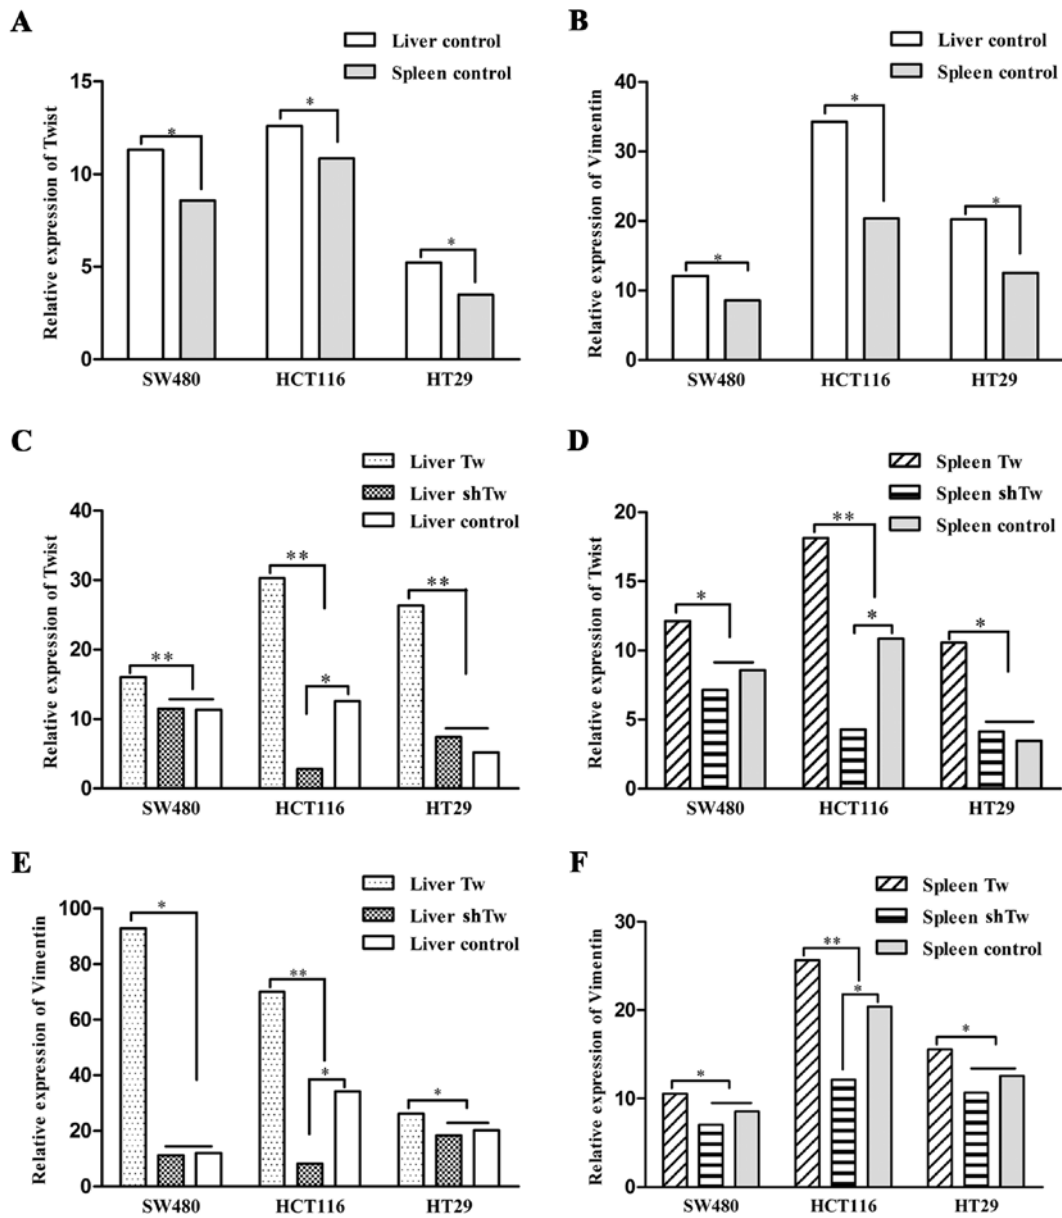 A
Liver control
Spleen control
Relative expression of Twist
15
10
5
0
*
*
*
SW480 HCT116 HT29
B
Liver control
Spleen control
Relative expression of Vimentin
40
30
20
10
0
*
*
*
SW480 HCT116 HT29
C
Liver Tw
Liver shTw
Liver control
Relative expression of Twist
40
30
20
10
0
**
**
*
**
SW480 HCT116 HT29
D
Spleen Tw
Spleen shTw
Spleen control
Relative expression of Twist
20
15
10
5
0
*
**
*
*
SW480 HCT116 HT29
E
Liver Tw
Liver shTw
Liver control
Relative expression of Vimentin
100
80
60
40
20
0
*
**
*
*
SW480 HCT116 HT29
F
Spleen Tw
Spleen shTw
Spleen control
Relative expression of Vimentin
30
20
10
0
*
**
*
*
SW480 HCT116 HT29